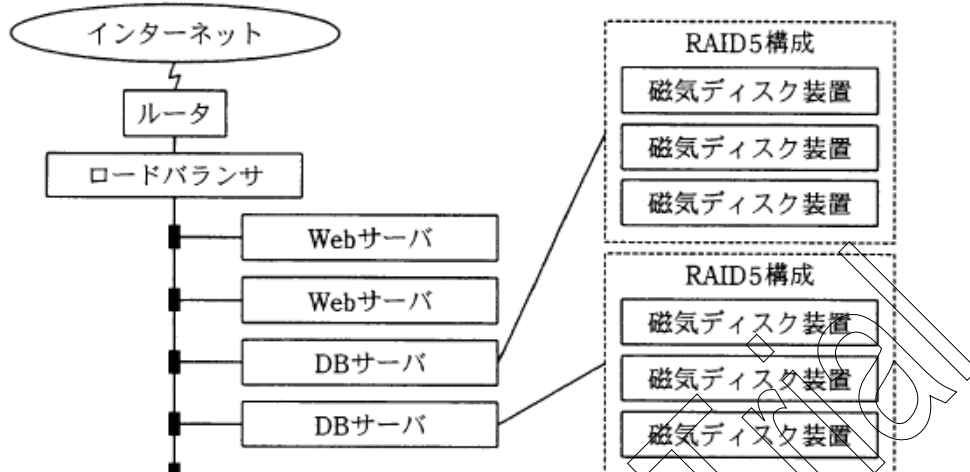 インターネット
ルータ
ロードバランサ
Webサーバ
Webサーバ
DBサーバ
DBサーバ
RAID5構成
磁気ディスク装置
磁気ディスク装置
磁気ディスク装置
RAID5構成
磁気ディスク装置
磁気ディスク装置
磁気ディスク装置
Trial